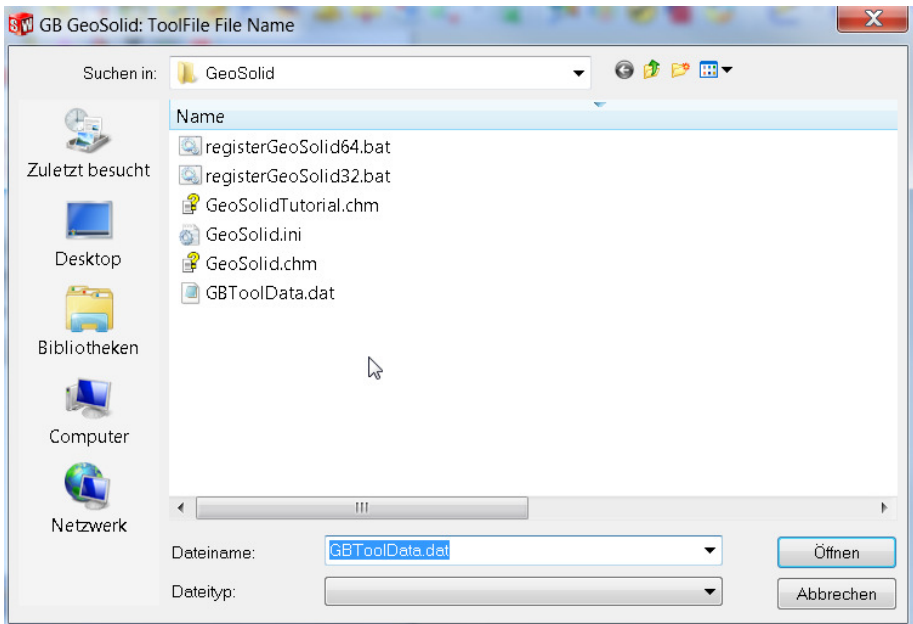 SW GB GeoSolid: ToolFile File Name
Suchen in: GeoSolid
Name
registerGeoSolid64.bat
registerGeoSolid32.bat
GeoSolidTutorial.chm
GeoSolid.ini
GeoSolid.chm
GBToolData.dat
Zuletzt besucht
Desktop
Bibliotheken
Computer
Netzwerk
Dateiname: GBToolData.dat Öffnen
Dateityp: Abbrechen